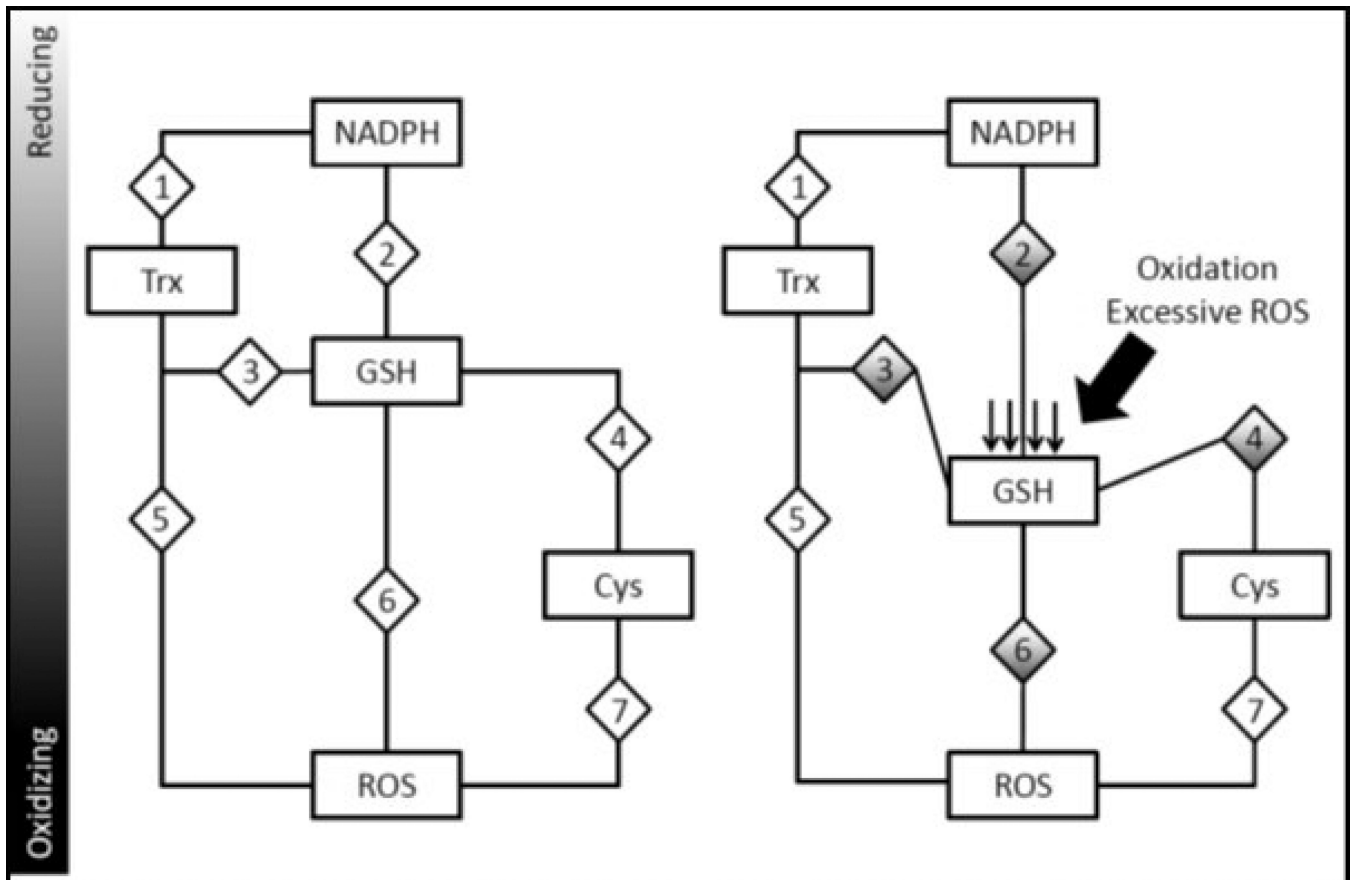 Reducing
Oxidizing
NADPH
1
Trx
2
3
GSH
4
5
6
Cys
7
ROS
NADPH
1
Trx
2
Oxidation
Excessive ROS
3
GSH
4
5
6
Cys
7
ROS